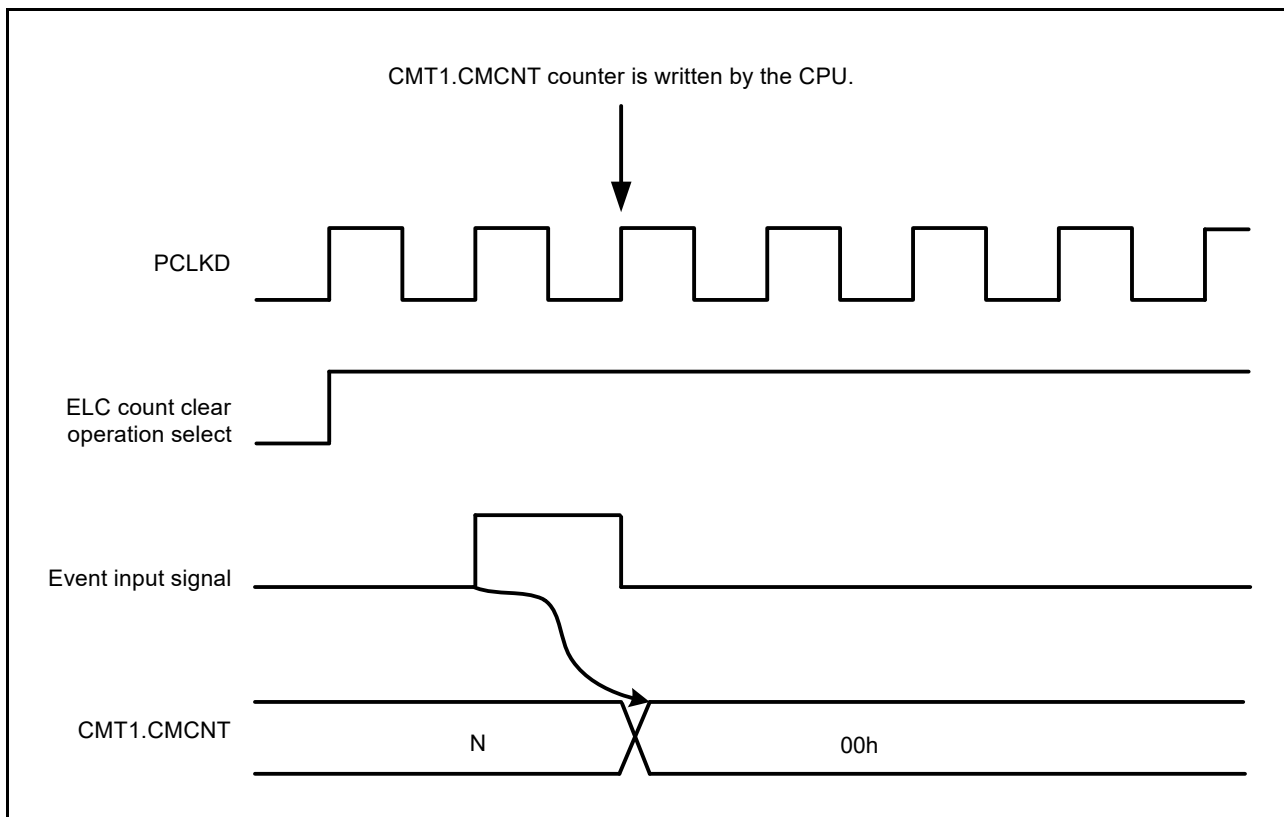 CMT1.CMCNT counter is written by the CPU.
PCLKD
ELC count clear
operation select
Event input signal
CMT1.CMCNT
N
00h